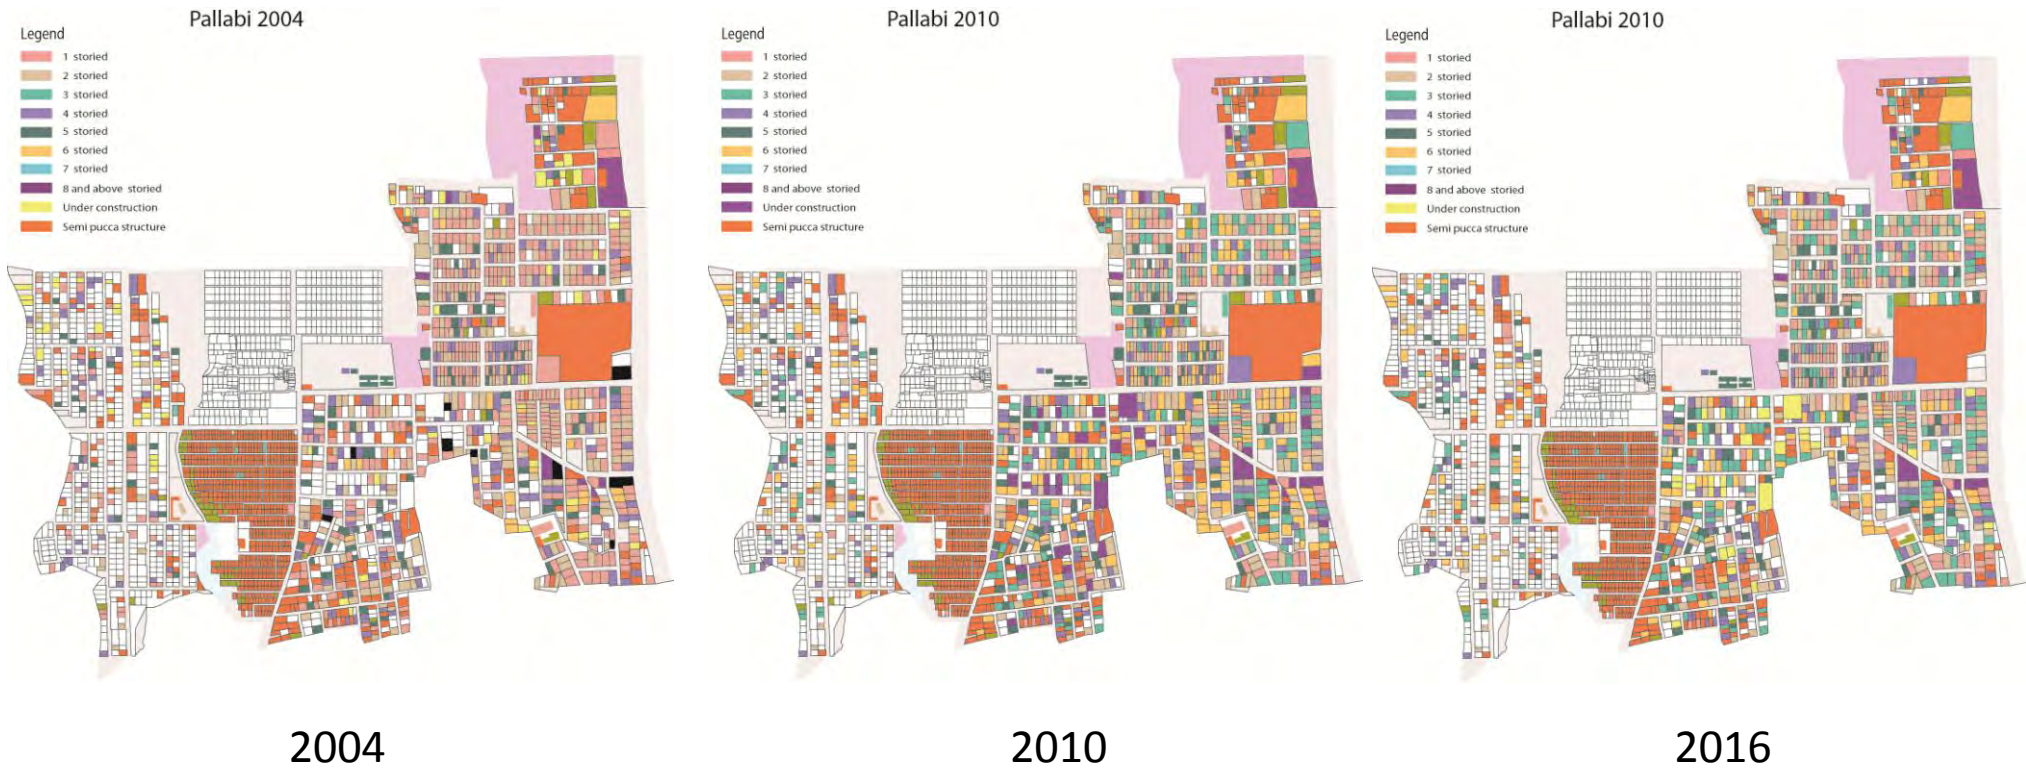 Pallabi 2004
Legend
1 storied
2 storied
3 storied
4 storied
5 storied
6 storied
7 storied
8 and above storied
Under construction
Semi pucca structure
2004
Pallabi 2010
Legend
1 storied
2 storied
3 storied
4 storied
5 storied
6 storied
7 storied
8 and above storied
Under construction
Semi pucca structure
2010
Pallabi 2010
Legend
1 storied
2 storied
3 storied
4 storied
5 storied
6 storied
7 storied
8 and above storied
Under construction
Semi pucca structure
2016